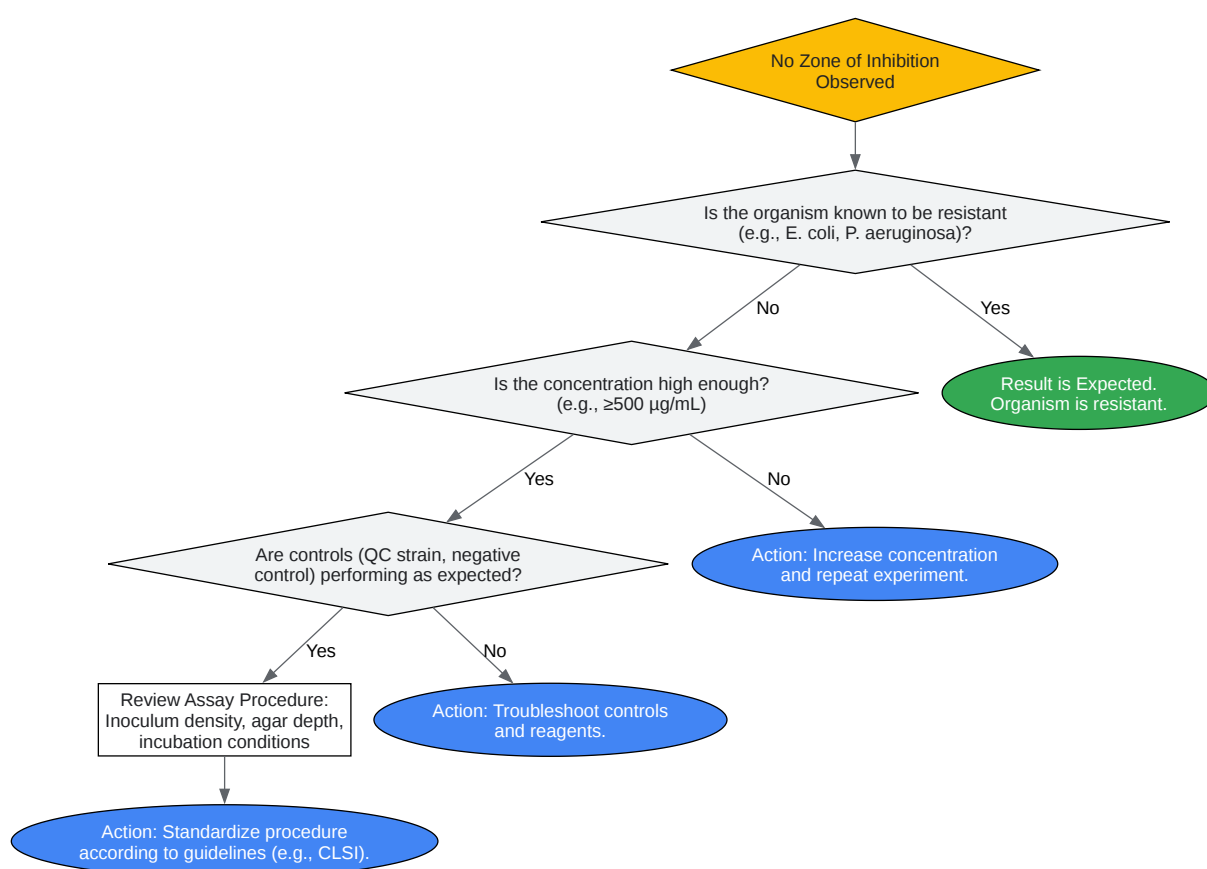 No Zone of Inhibition
Observed
Is the organism known to be resistant
(e.g., E. coli, P. aeruginosa)?
No
Yes
Is the concentration high enough?
(e.g., ≥500 µg/mL)
Result is Expected.
Organism is resistant.
Yes
No
Are controls (QC strain, negative
control) performing as expected?
Action: Increase concentration
and repeat experiment.
Yes
No
Review Assay Procedure:
Inoculum density, agar depth,
incubation conditions
Action: Troubleshoot controls
and reagents.
Action: Standardize procedure
according to guidelines (e.g., CLSI).